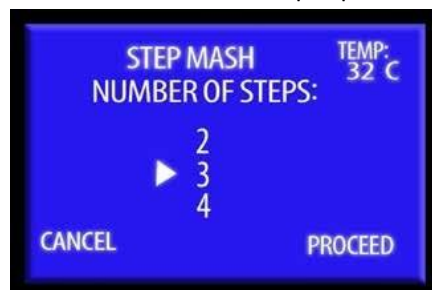 STEP MASH
TEMP:
32 C
NUMBER OF STEPS:
2
3
4
CANCEL
PROCEED